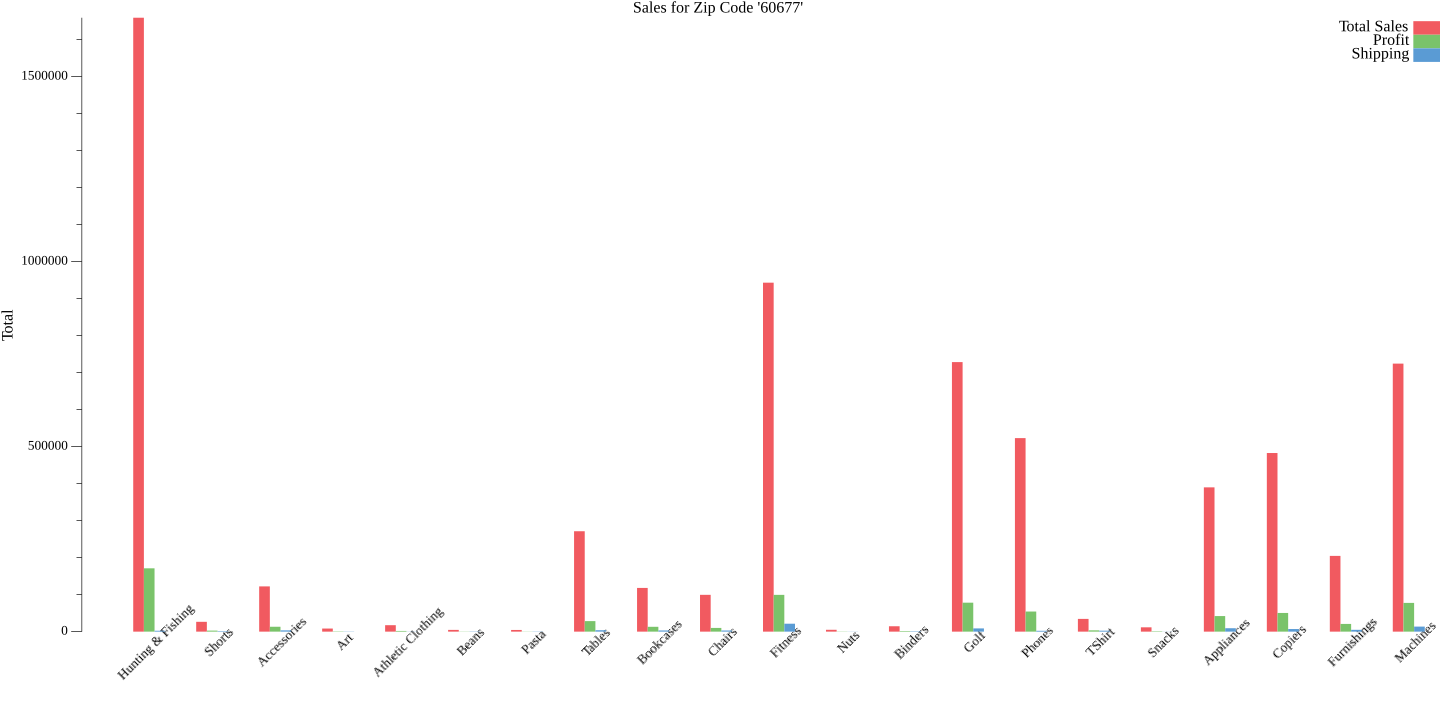 Sales for Zip Code '60677'
Total Sales
Profit
Shipping
1500000
1000000
500000
0
Total
Hunting & Fishing
Shorts
Accessories
Art
Athletic Clothing
Beans
Pasta
Tables
Bookcases
Chairs
Fitness
Nuts
Binders
Golf
Phones
TShirt
Snacks
Appliances
Copiers
Furnishings
Machines